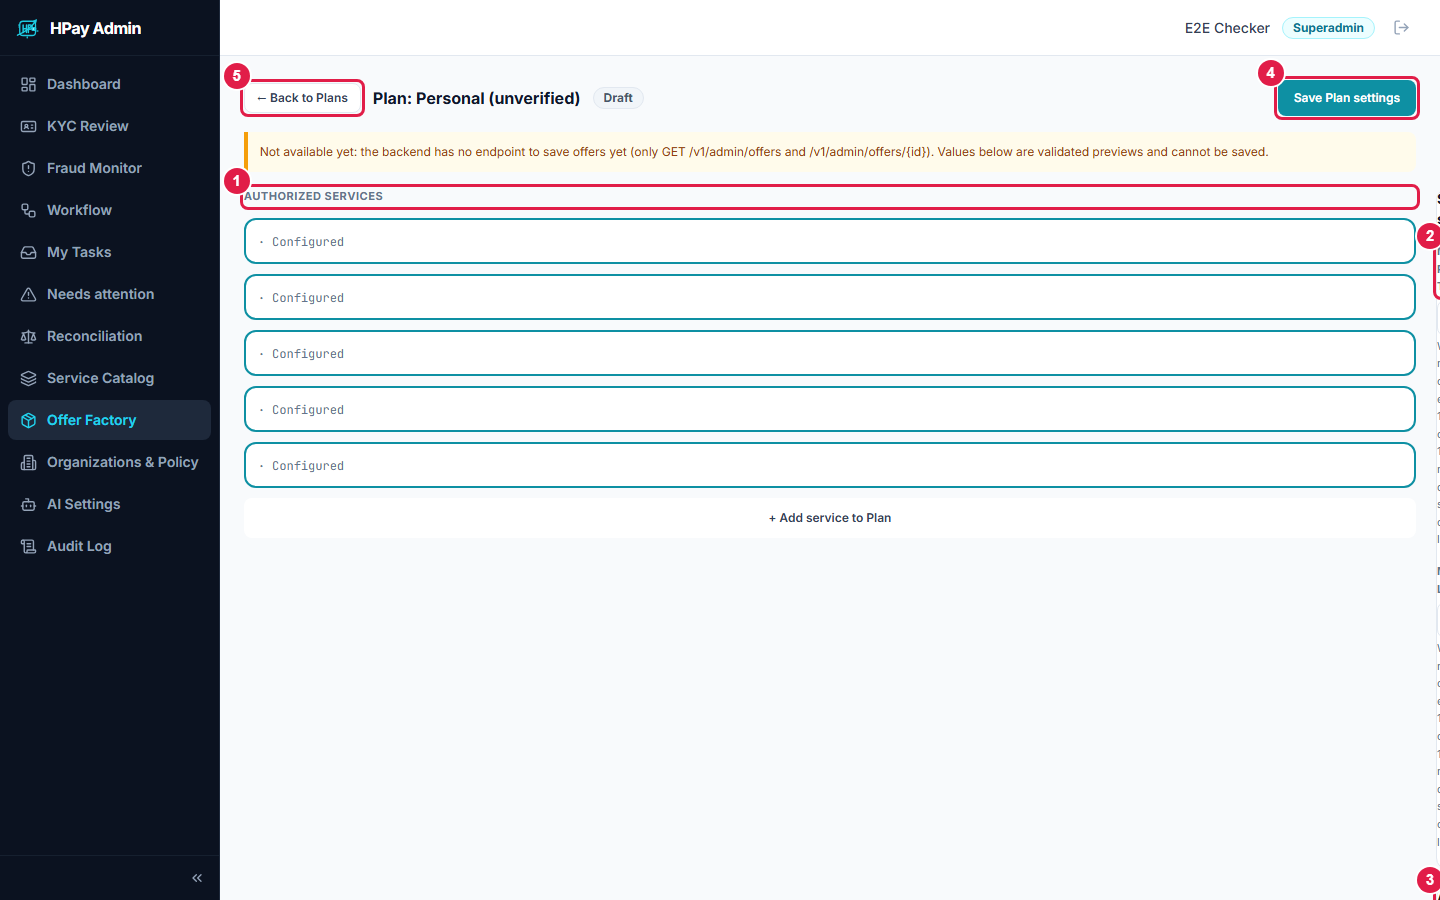 HPay Admin
E2E Checker
Superadmin
Dashboard
KYC Review
Fraud Monitor
Workflow
My Tasks
Needs attention
Reconciliation
Service Catalog
Offer Factory
Organizations & Policy
AI Settings
Audit Log
«
5
← Back to Plans
Plan: Personal (unverified)
Draft
4
Save Plan settings
Not available yet: the backend has no endpoint to save offers yet (only GET /v1/admin/offers and /v1/admin/offers/{id}). Values below are validated previews and cannot be saved.
1
AUTHORIZED SERVICES
· Configured
· Configured
· Configured
· Configured
· Configured
+ Add service to Plan
2
3